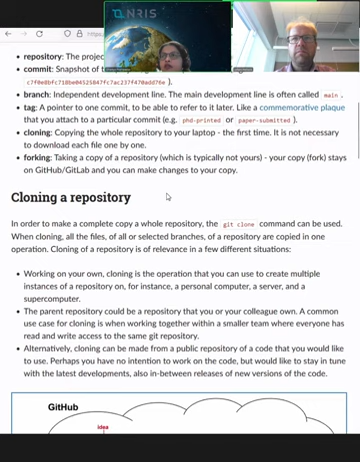 NRIS
https
• repository: The projec
• commit: Snapshot of t
c7f0e8bfc718be04525847fc7ac237f470add76e ).
• branch: Independent development line. The main development line is often called main .
• tag: A pointer to one commit, to be able to refer to it later. Like a commemorative plaque
that you attach to a particular commit (e.g. phd-printed or paper-submitted ).
• cloning: Copying the whole repository to your laptop - the first time. It is not necessary
to download each file one by one.
• forking: Taking a copy of a repository (which is typically not yours) - your copy (fork) stays
on GitHub/GitLab and you can make changes to your copy.
Cloning a repository
In order to make a complete copy a whole repository, the git clone command can be used.
When cloning, all the files, of all or selected branches, of a repository are copied in one
operation. Cloning of a repository is of relevance in a few different situations:
• Working on your own, cloning is the operation that you can use to create multiple
instances of a repository on, for instance, a personal computer, a server, and a
supercomputer.
• The parent repository could be a repository that you or your colleague own. A common
use case for cloning is when working together within a smaller team where everyone has
read and write access to the same git repository.
• Alternatively, cloning can be made from a public repository of a code that you would like
to use. Perhaps you have no intention to work on the code, but would like to stay in tune
with the latest developments, also in-between releases of new versions of the code.
GitHub
idea